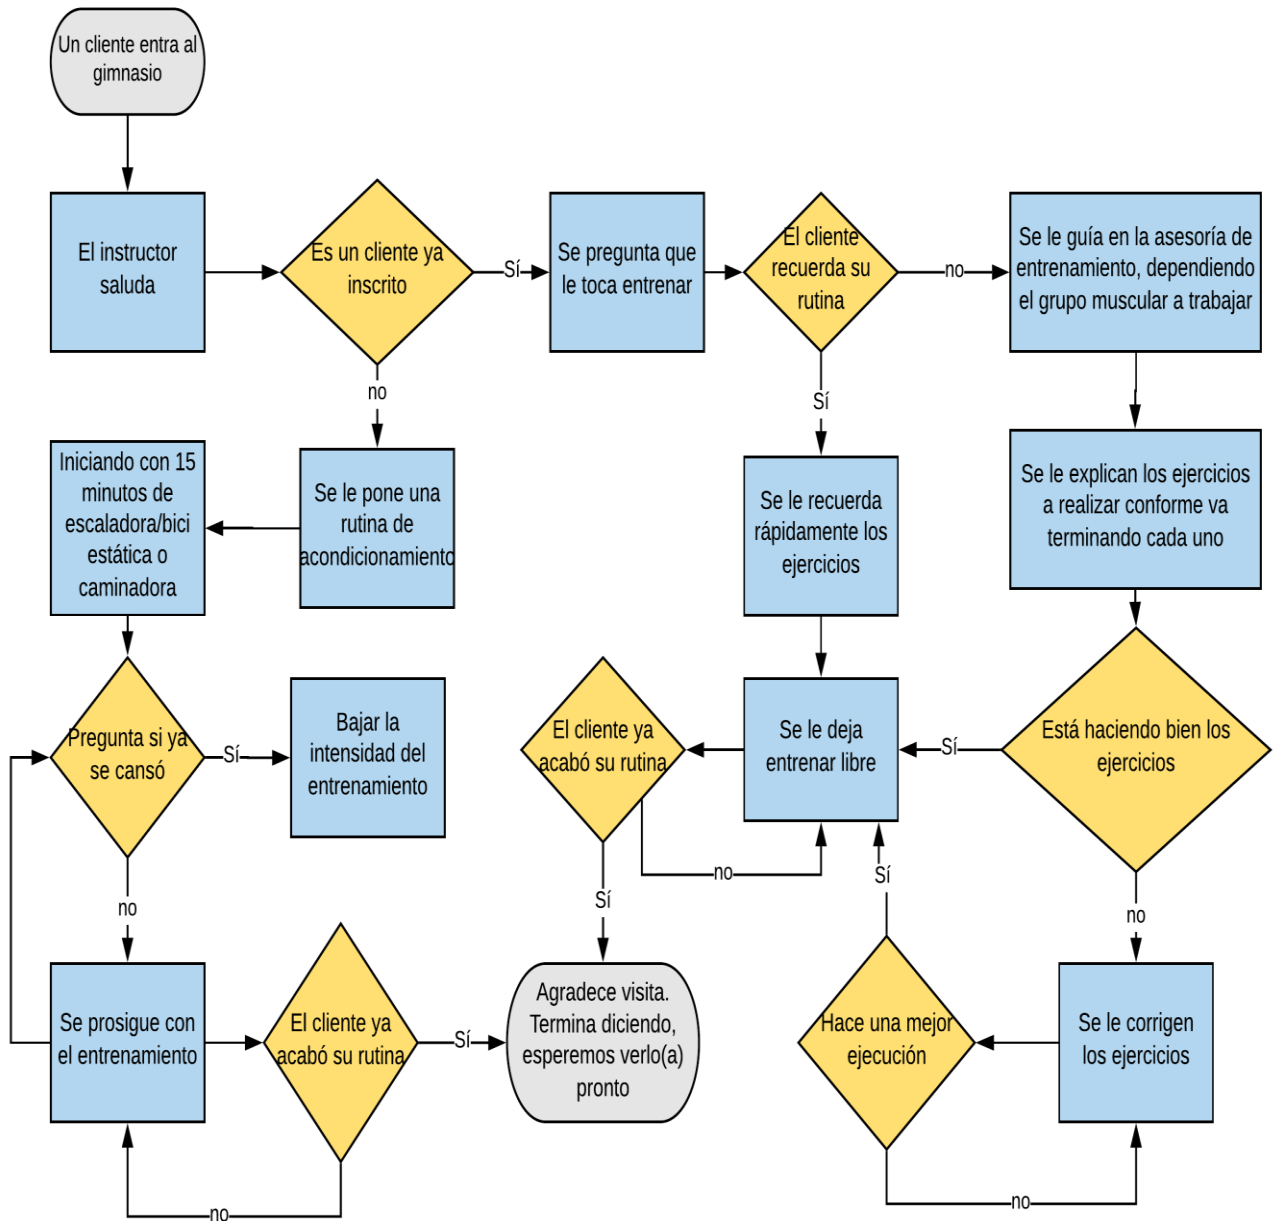 Un cliente entra al
gimnasio
El instructor
saluda
Es un cliente ya
inscrito
Sí
Se pregunta que
le toca entrenar
El cliente
recuerda su
rutina
no
Se le guía en la asesoría de
entrenamiento, dependiendo
el grupo muscular a trabajar
no
Sí
Iniciando con 15
minutos de
escaladora/bici
estática o
caminadora
Se le pone una
rutina de
acondicionamiento
Se le recuerda
rápidamente los
ejercicios
Se le explican los ejercicios
a realizar conforme va
terminando cada uno
Pregunta si ya
se cansó
Sí
Bajar la
intensidad del
entrenamiento
El cliente ya
acabó su rutina
Se le deja
entrenar libre
Sí
Está haciendo bien los
ejercicios
no
Sí
no
Sí
no
Se prosigue con
el entrenamiento
El cliente ya
acabó su rutina
Sí
Agradece visita.
Termina diciendo,
esperemos verlo(a)
pronto
Hace una mejor
ejecución
Se le corrigen
los ejercicios
no
no